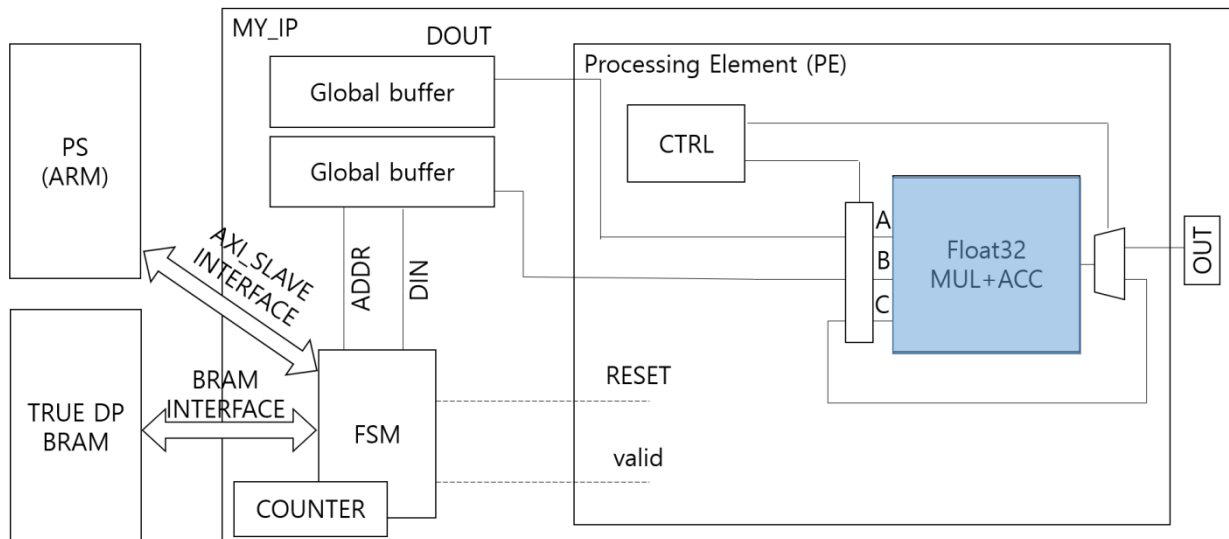 MY_IP
DOUT
Global buffer
Global buffer
Processing Element (PE)
CTRL
PS
(ARM)
AXI_SLAVE
INTERFACE
ADDR
DIN
A
B
C
Float32
MUL+ACC
OUT
TRUE DP
BRAM
BRAM
INTERFACE
FSM
COUNTER
RESET
valid